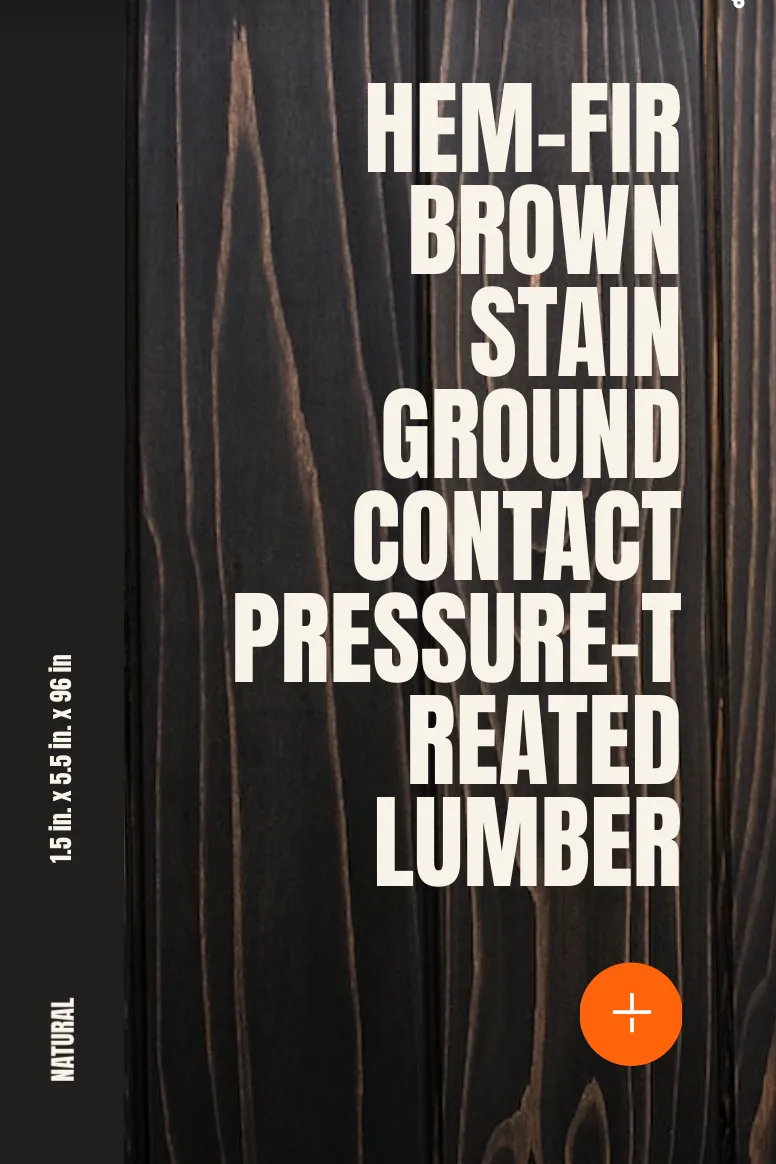 HEM-FIR
BROWN
STAIN
GROUND
CONTACT
PRESSURE-T
REATED
LUMBER
1.5 in. x 5.5 in. x 96 in
NATURAL